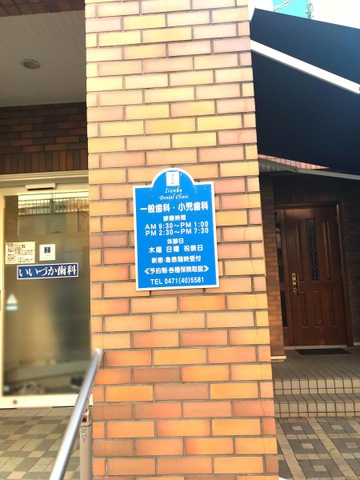 Iizuka
Dental Clinic
一般歯科・小児歯科
診療時間
AM 9:30〜PM 1:00
PM 2:30〜PM 7:30
休診日
木曜 日曜 祝祭日
新患・急患随時受付
<予約制・各種保険取扱>
TEL 0471(40)5581
いいづか歯科